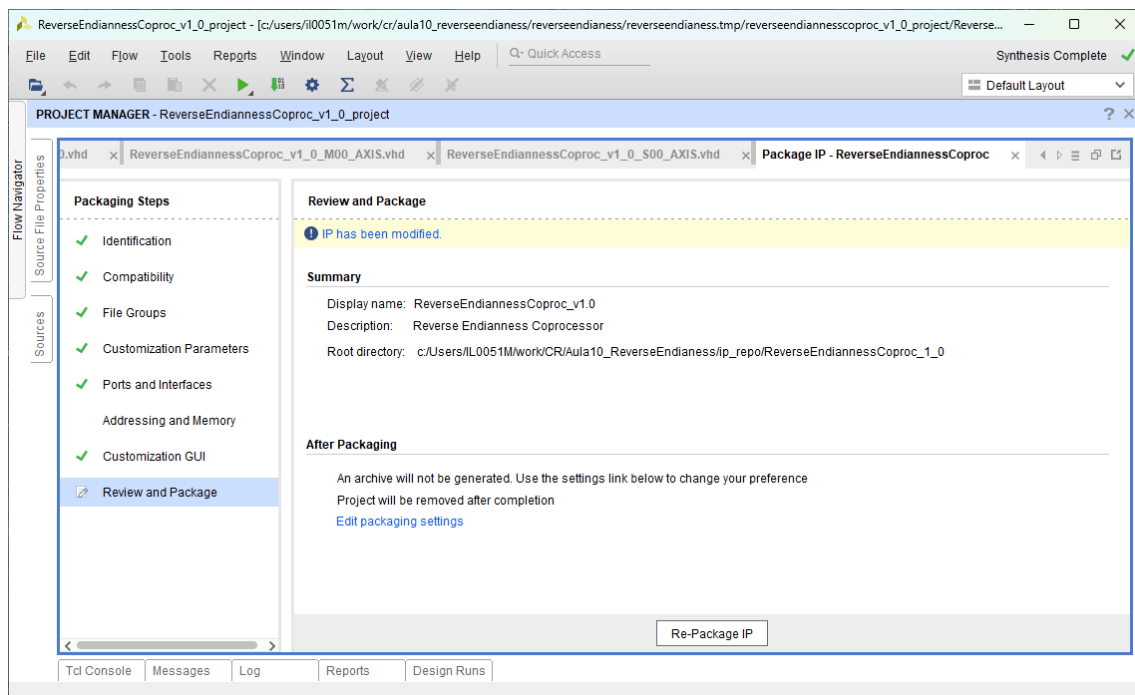 ReverseEndiannessCoproc_v1_0_project - [c:/users/il0051m/work/cr/aula10_reverseendianess/reverseendianess/reverseendianess.tmp/reverseendiannesscoproc_v1_0_project/Reverse...
File Edit Flow Tools Reports Window Layout View Help Q- Quick Access Synthesis Complete
Default Layout
PROJECT MANAGER - ReverseEndiannessCoproc_v1_0_project
0.vhd ReverseEndiannessCoproc_v1_0_M00_AXIS.vhd ReverseEndiannessCoproc_v1_0_S00_AXIS.vhd Package IP - ReverseEndiannessCoproc
Flow Navigator
Source File Properties
Sources
Packaging Steps
Identification
Compatibility
File Groups
Customization Parameters
Ports and Interfaces
Addressing and Memory
Customization GUI
Review and Package
Review and Package
IP has been modified.
Summary
Display name: ReverseEndiannessCoproc_v1.0
Description: Reverse Endianness Coprocessor
Root directory: c:/Users/IL0051M/work/CR/Aula10_ReverseEndianess/ip_repo/ReverseEndiannessCoproc_1_0
After Packaging
An archive will not be generated. Use the settings link below to change your preference
Project will be removed after completion
Edit packaging settings
Re-Package IP
Tcl Console Messages Log Reports Design Runs